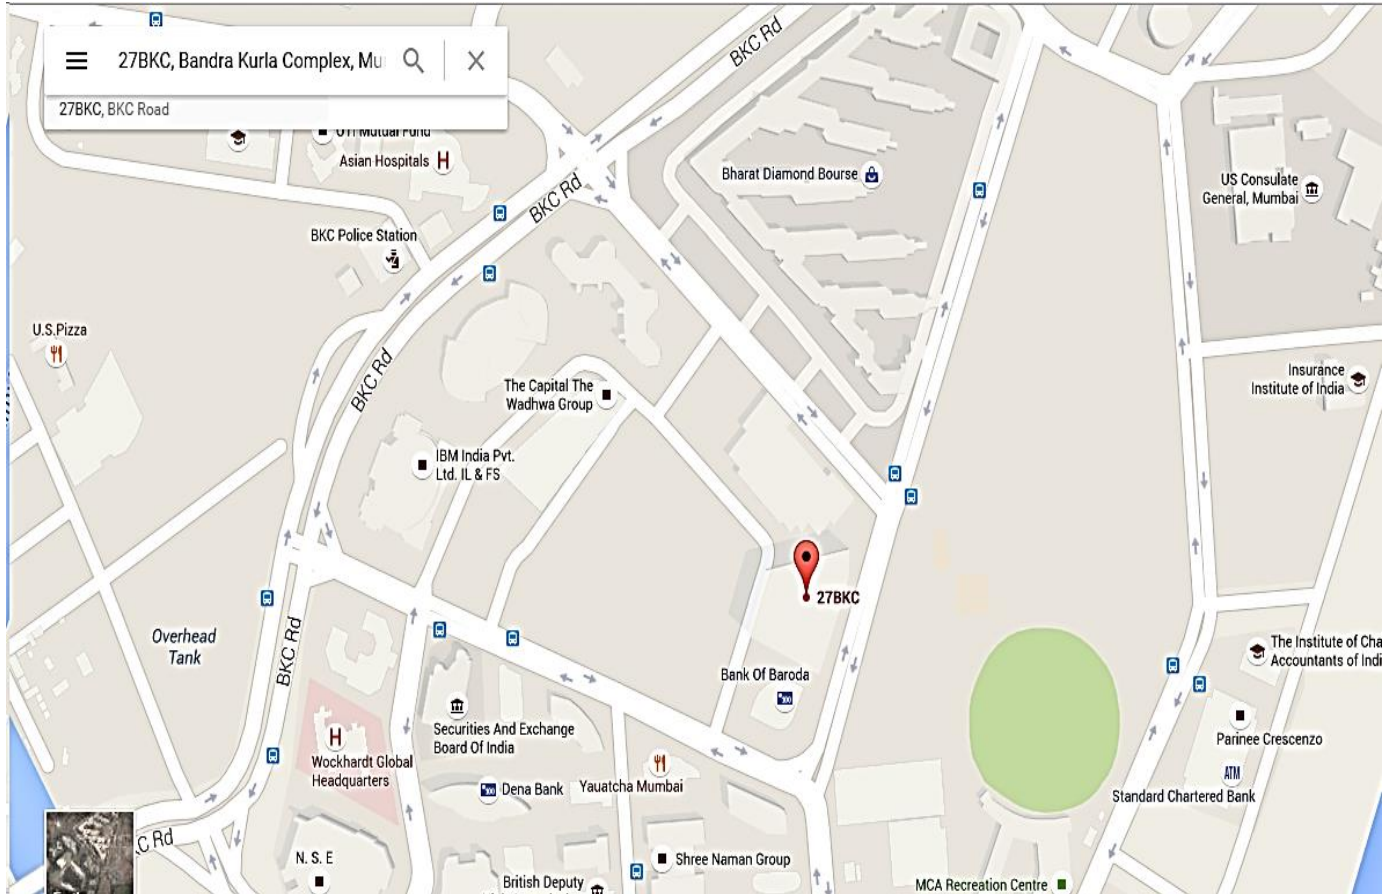 27BKC, Bandra Kurla Complex, Mu
27BKC, BKC Road
BKC Rd
UTI Mutual Fund
Asian Hospitals
H
BKC Rd
Bharat Diamond Bourse
US Consulate
General, Mumbai
BKC Police Station
U.S.Pizza
BKC Rd
The Capital The
Wadhwa Group
Insurance
Institute of India
IBM India Pvt.
Ltd. IL & FS
27BKC
Overhead
Tank
BKC Rd
Bank Of Baroda
The Institute of Cha
Accountants of Indi
Securities And Exchange
Board Of India
H
Wockhardt Global
Headquarters
Parinee Crescenzo
Dena Bank
Yauatcha Mumbai
ATM
Standard Chartered Bank
C Rd
N. S. E
Shree Naman Group
British Deputy
MCA Recreation Centre